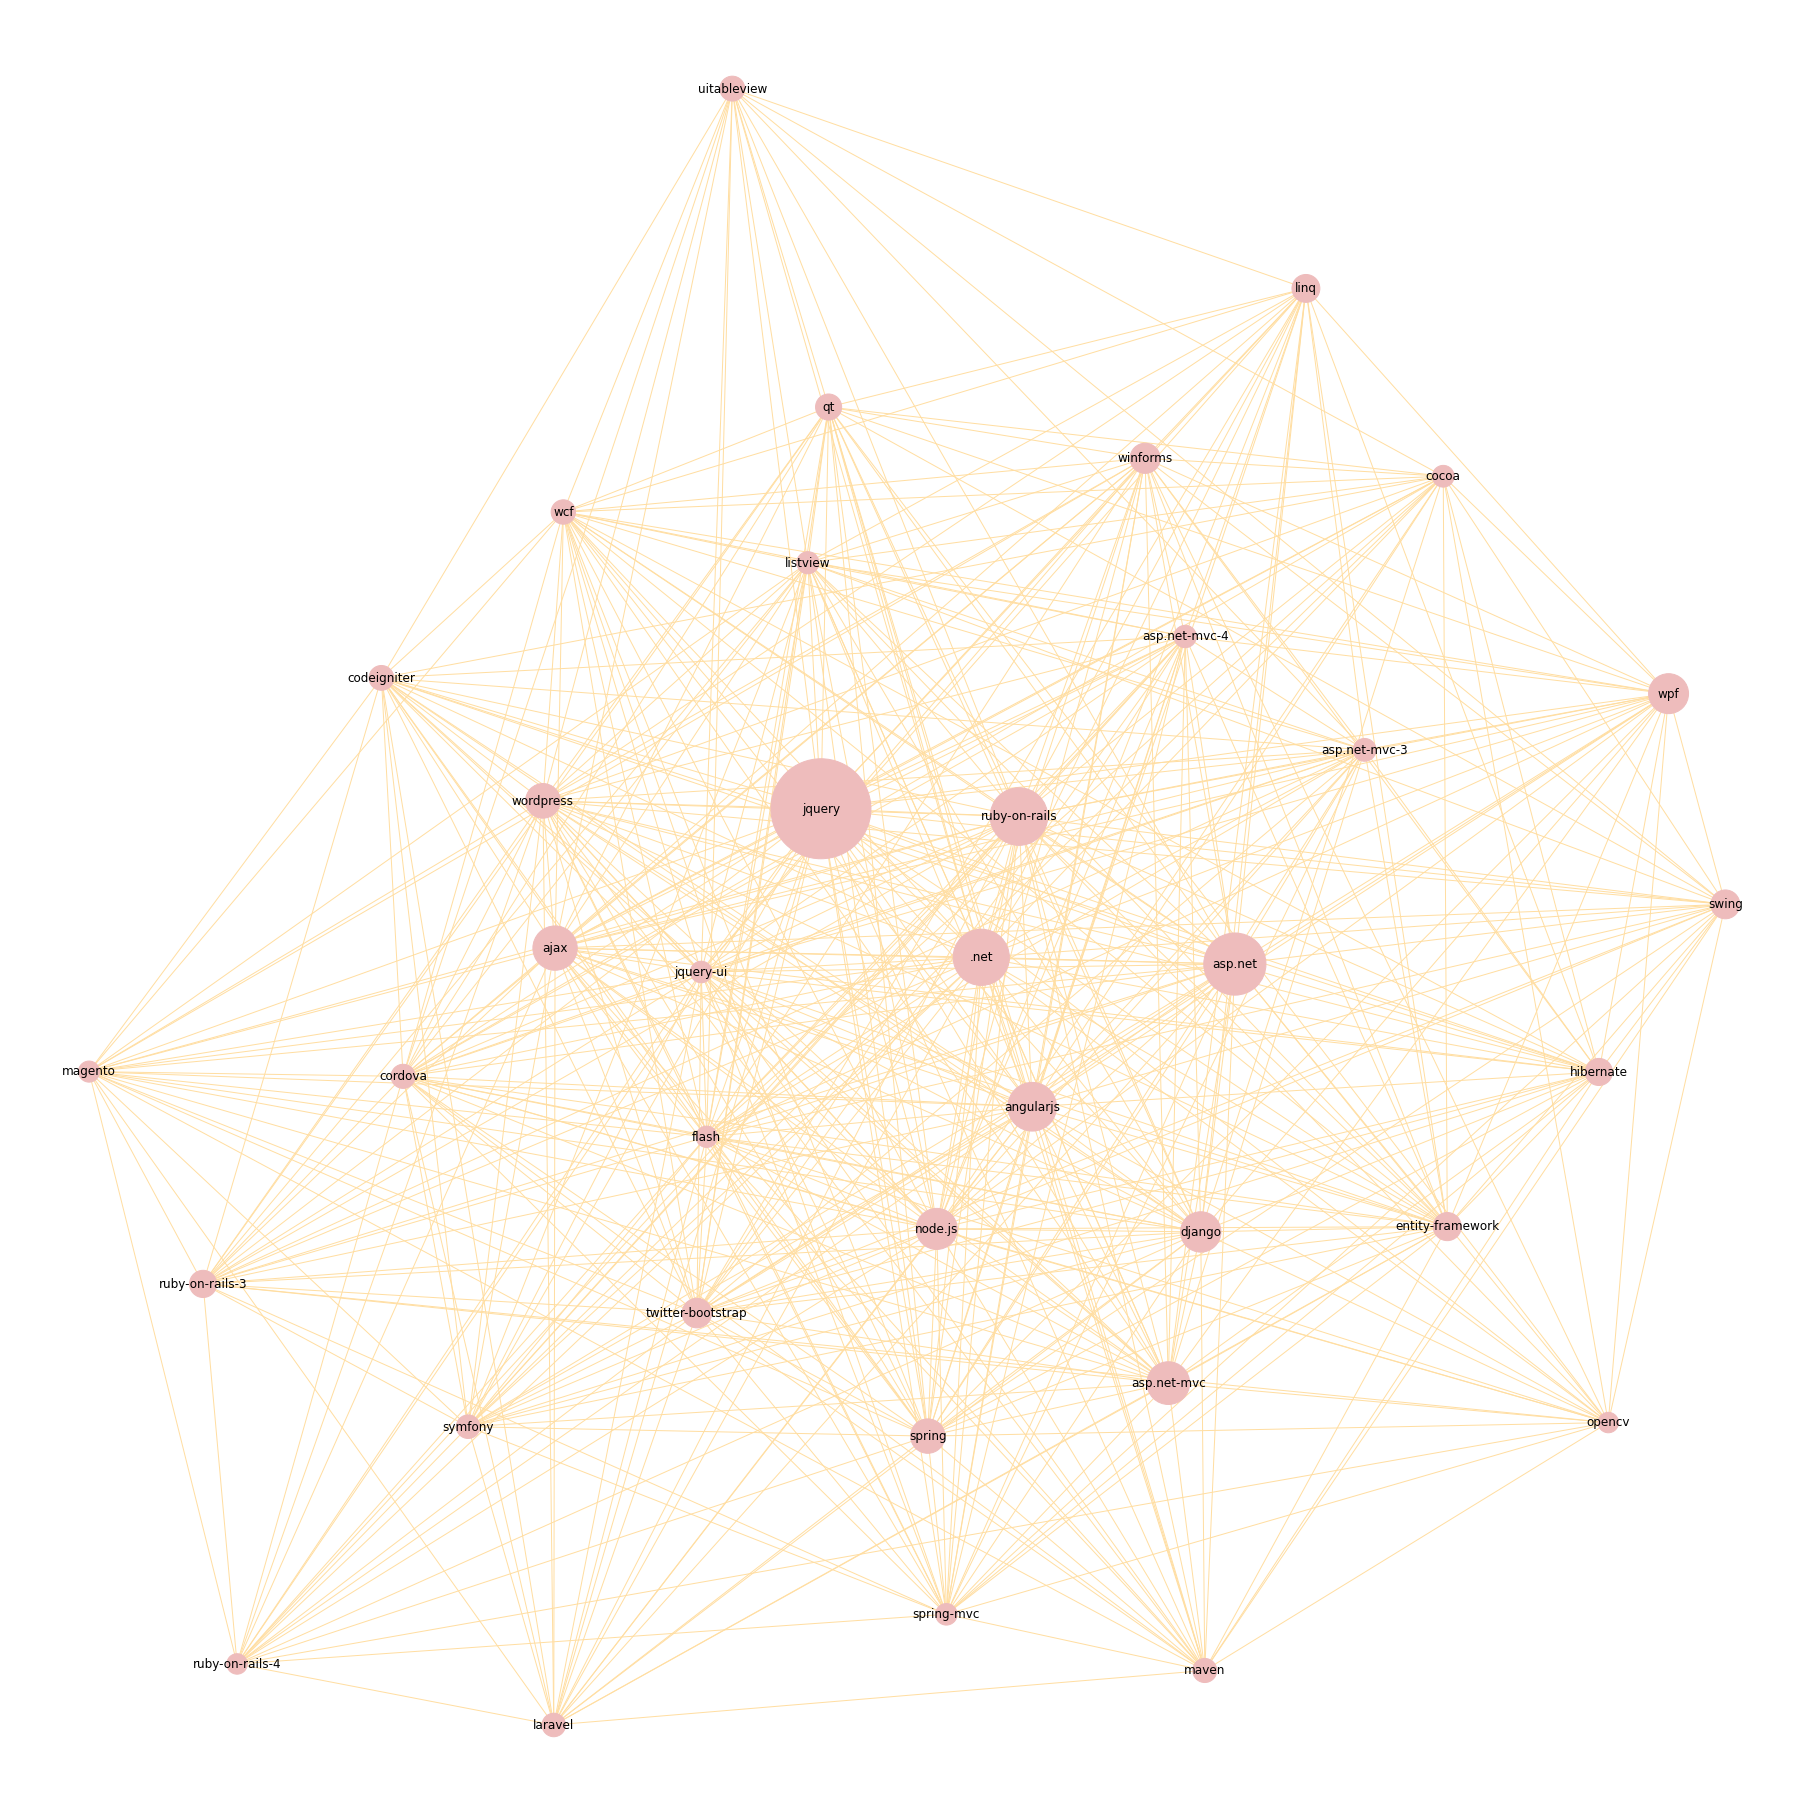 uitableview
linq
qt
winforms
cocoa
wcf
listview
asp.net-mvc-4
codeigniter
wpf
asp.net-mvc-3
wordpress
jquery
ruby-on-rails
swing
ajax
.net
asp.net
jquery-ui
magento
cordova
hibernate
angularjs
flash
node.js
django
entity-framework
ruby-on-rails-3
twitter-bootstrap
asp.net-mvc
symfony
spring
opencv
spring-mvc
ruby-on-rails-4
maven
laravel